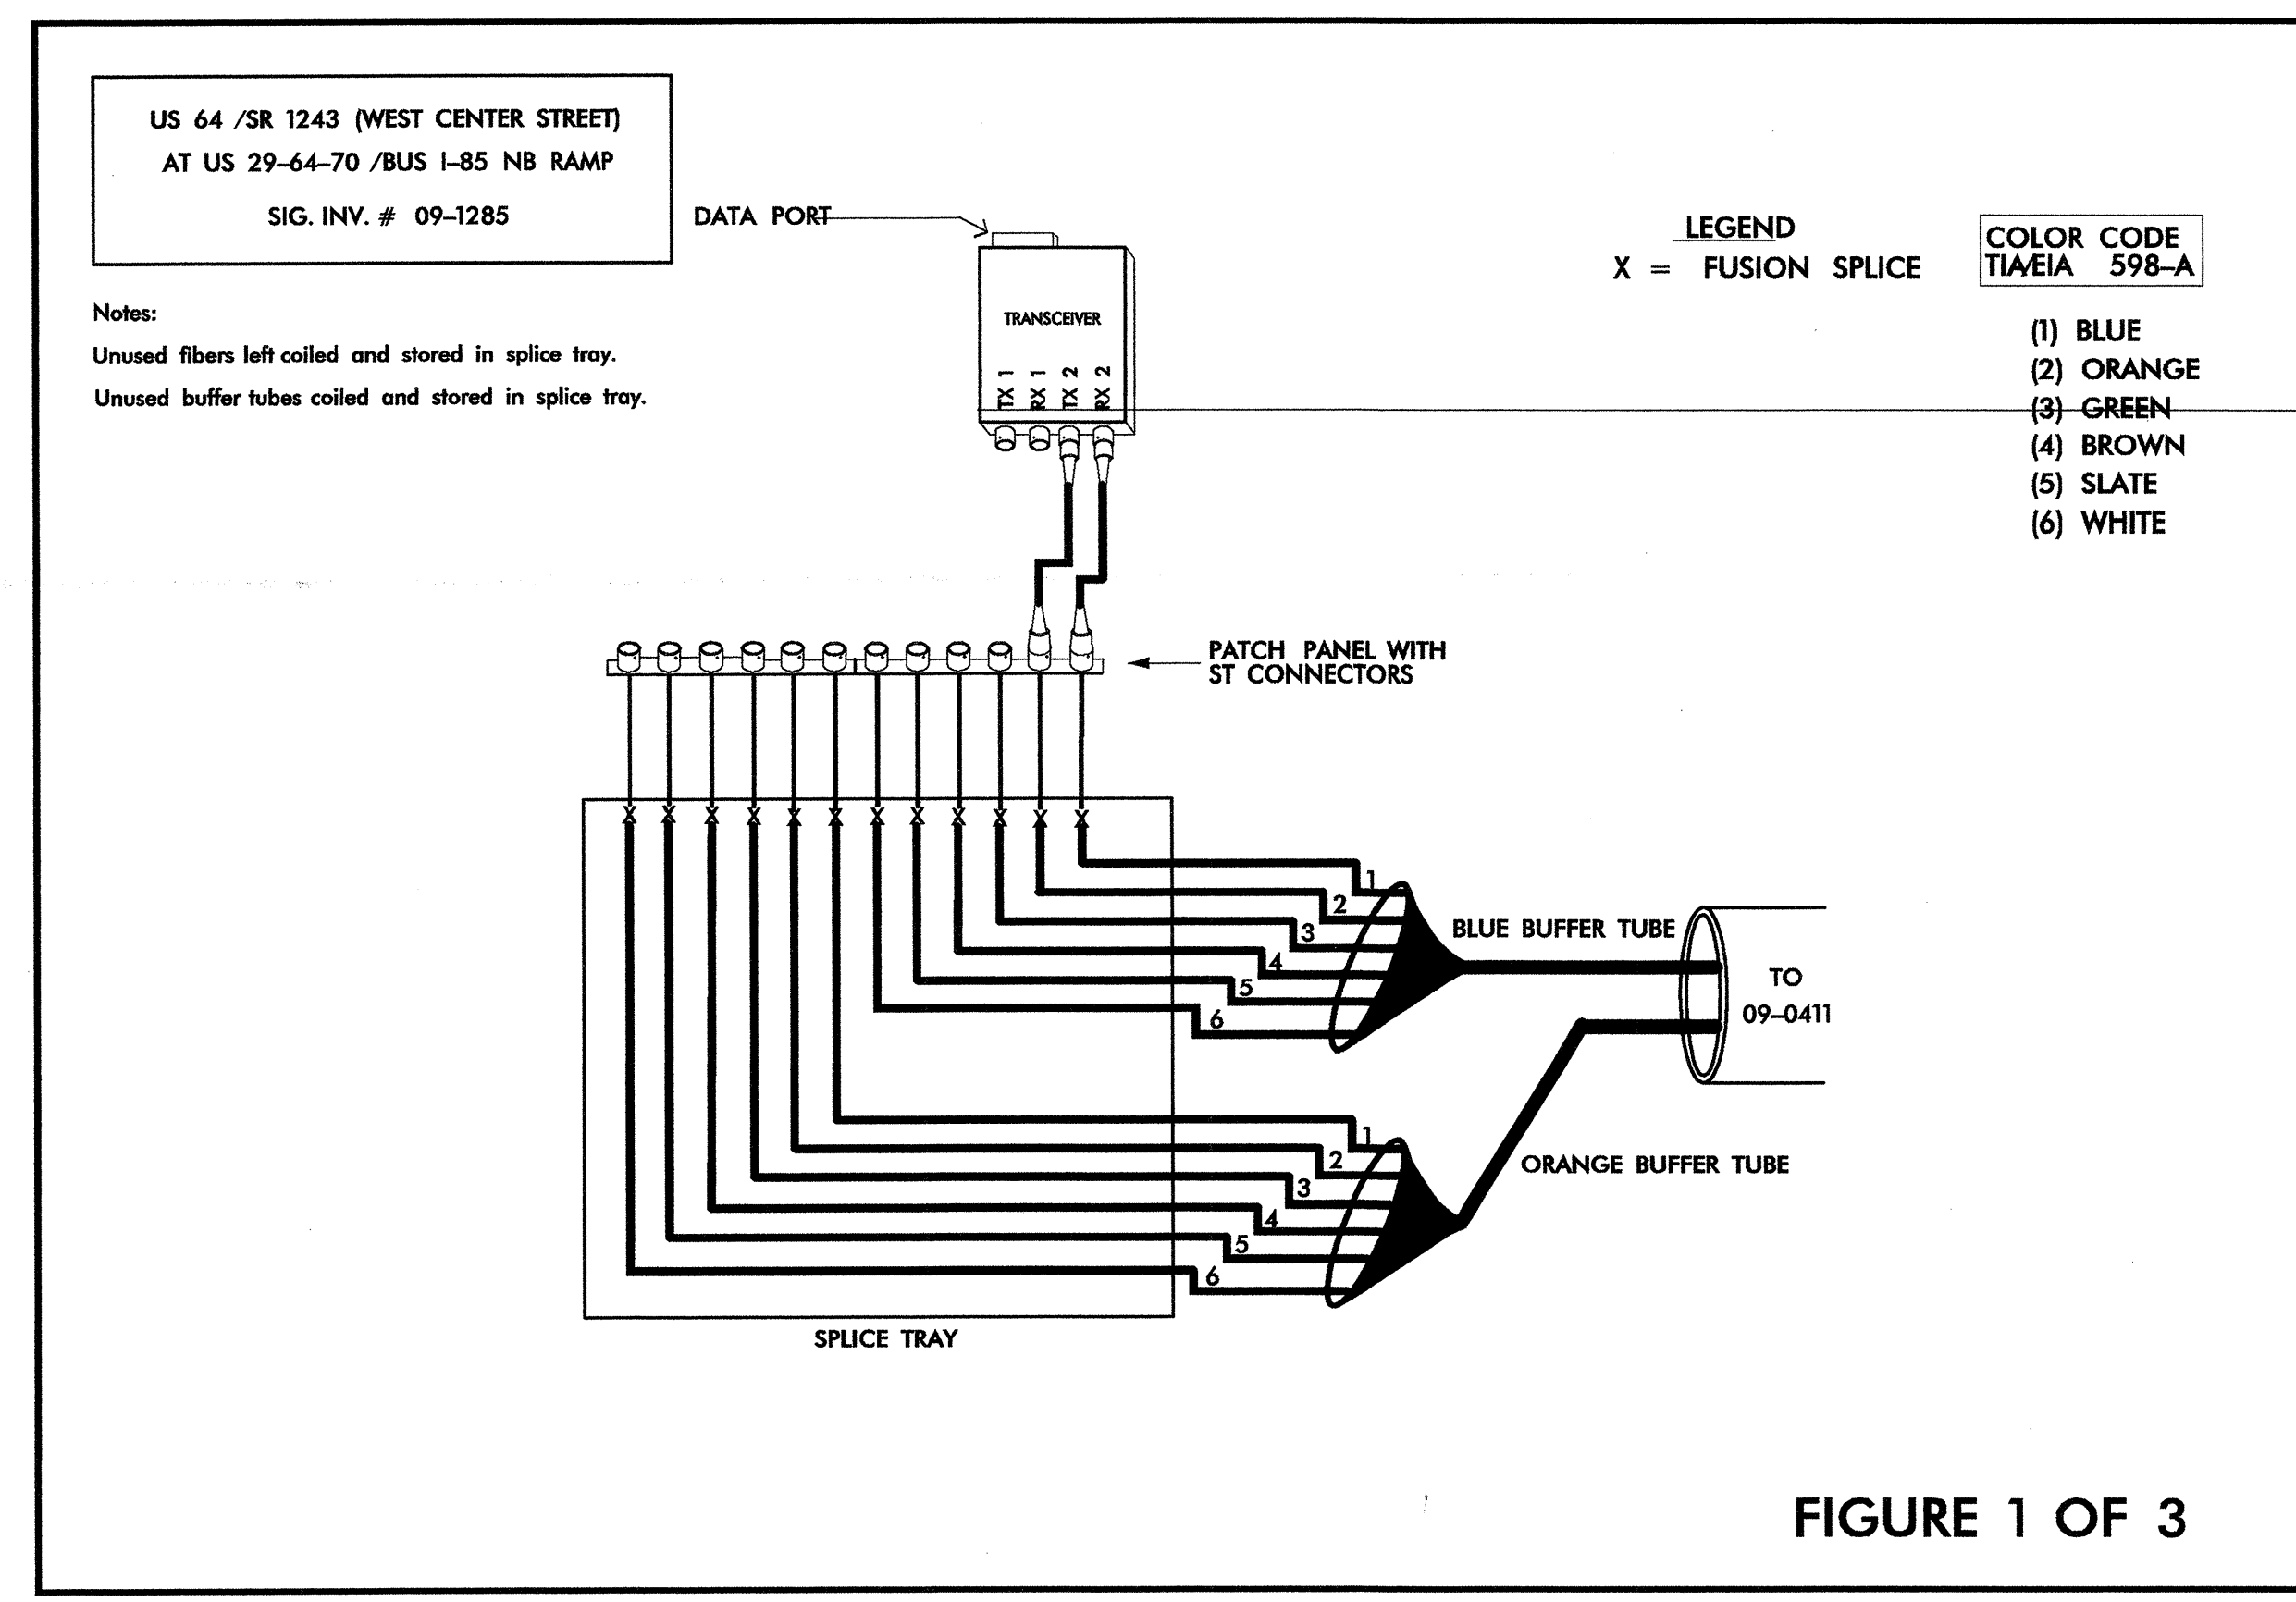 US 64 /SR 1243 (WEST CENTER STREET)
AT US 29-64-70 /BUS I-85 NB RAMP
SIG. INV. # 09-1285
Notes:
Unused fibers left coiled and stored in splice tray.
Unused buffer tubes coiled and stored in splice tray.
DATA PORT
TRANSCEIVER
TX 1
RX 1
TX 2
RX 2
LEGEND
X = FUSION SPLICE
COLOR CODE
TIA/EIA 598-A
(1) BLUE
(2) ORANGE
(3) GREEN
(4) BROWN
(5) SLATE
(6) WHITE
PATCH PANEL WITH
ST CONNECTORS
X X X X X X X X X X X X
1
2
3
4
5
6
BLUE BUFFER TUBE
TO
09-0411
1
2
3
4
5
6
ORANGE BUFFER TUBE
SPLICE TRAY
FIGURE 1 OF 3